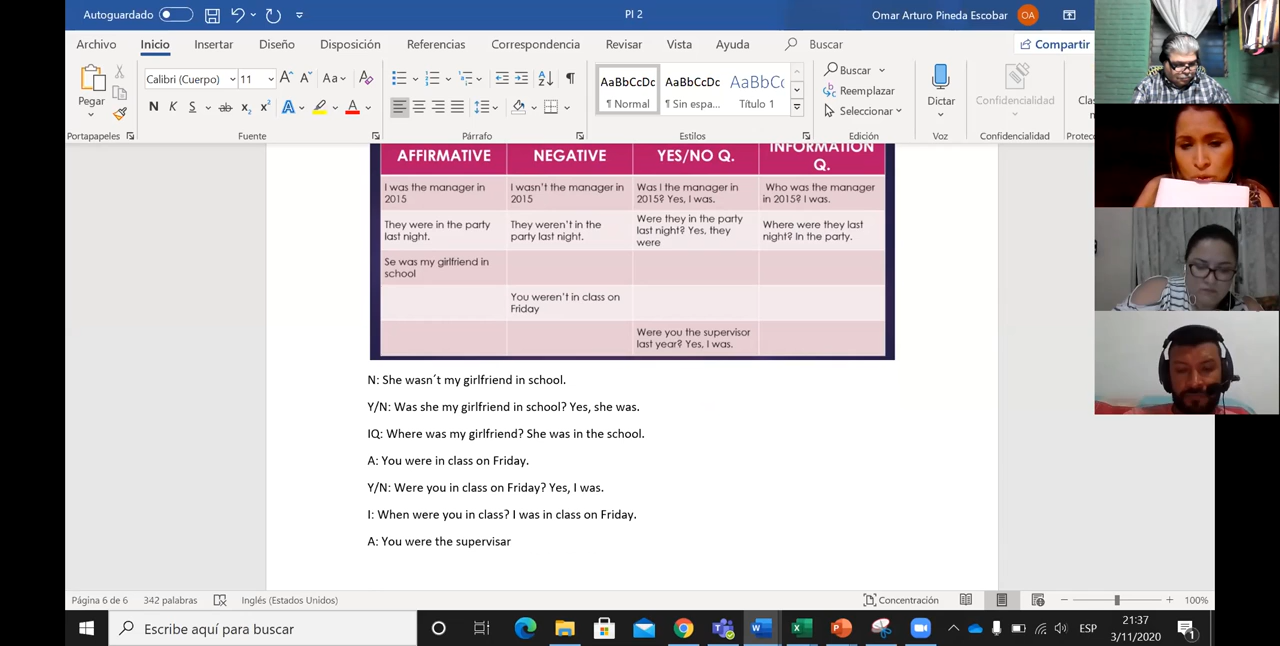 Autoguardado
PI 2
Omar Arturo Pineda Escobar OA
Archivo Inicio Insertar Diseño Disposición Referencias Correspondencia Revisar Vista Ayuda Buscar Compartir
Calibri (Cuerpo) 11
Pegar
N K S
AaBbCcDc AaBbCcDc AaBbCc
¶ Normal ¶ Sin espa... Título 1
Buscar
Reemplazar
Seleccionar
Dictar
Confidencialidad
Portapapeles Fuente Párrafo Estilos Edición Voz Confidencialidad
AFFIRMATIVE NEGATIVE YES/NO Q. INFORMATION Q.
I was the manager in 2015 I wasn't the manager in 2015 Was I the manager in 2015? Yes, I was. Who was the manager in 2015? I was.
They were in the party last night. They weren't in the party last night. Were they in the party last night? Yes, they were Where were they last night? In the party.
Se was my girlfriend in school
You weren't in class on Friday
Were you the supervisor last year? Yes, I was.
N: She wasn´t my girlfriend in school.
Y/N: Was she my girlfriend in school? Yes, she was.
IQ: Where was my girlfriend? She was in the school.
A: You were in class on Friday.
Y/N: Were you in class on Friday? Yes, I was.
I: When were you in class? I was in class on Friday.
A: You were the supervisar
Página 6 de 6 342 palabras Inglés (Estados Unidos) Concentración 100%
Escribe aquí para buscar
ESP
21:37
3/11/2020
1